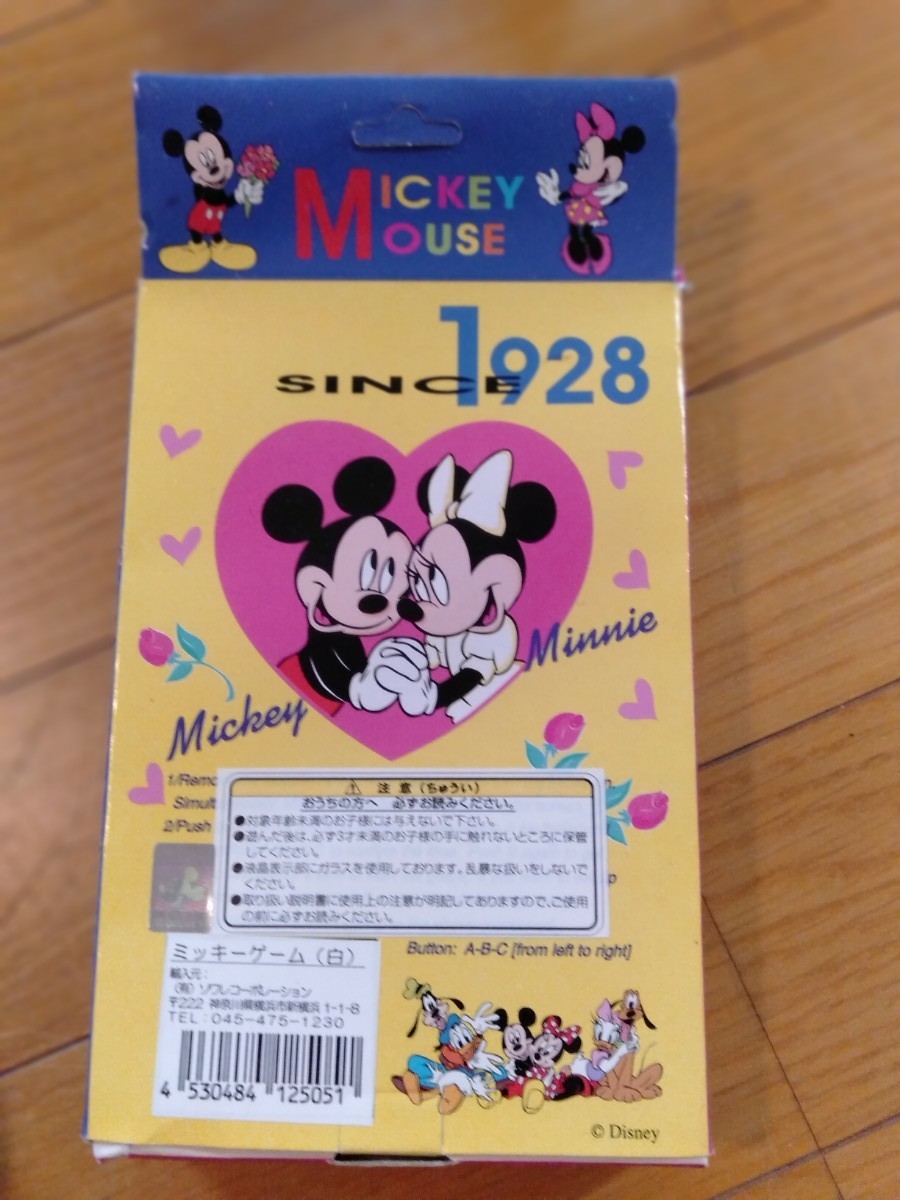 MICKEY
MOUSE
SINCE 1928
Mickey
Minnie
1/Remo
Simult
2/Push
注意（ちゅうい）
おうちの方へ 必ずお読みください。
●対象年齢未満のお子様には与えないで下さい。
●遊んだ後は、必ず3才未満のお子様の手に触れないところに保管
してください。
●液晶表示部にガラスを使用しております。乱暴な扱いをしないで
ください。
●取り扱い説明書に使用上の注意が明記してありますので、ご使用
の前に必ずお読みください。
Button: A-B-C [from left to right]
ミッキーゲーム（白）
輸入元：
（有）ソワレコーポレーション
〒222 神奈川県横浜市新横浜 1-1-8
TEL：045-475-1230
4 530484 125051
© Disney